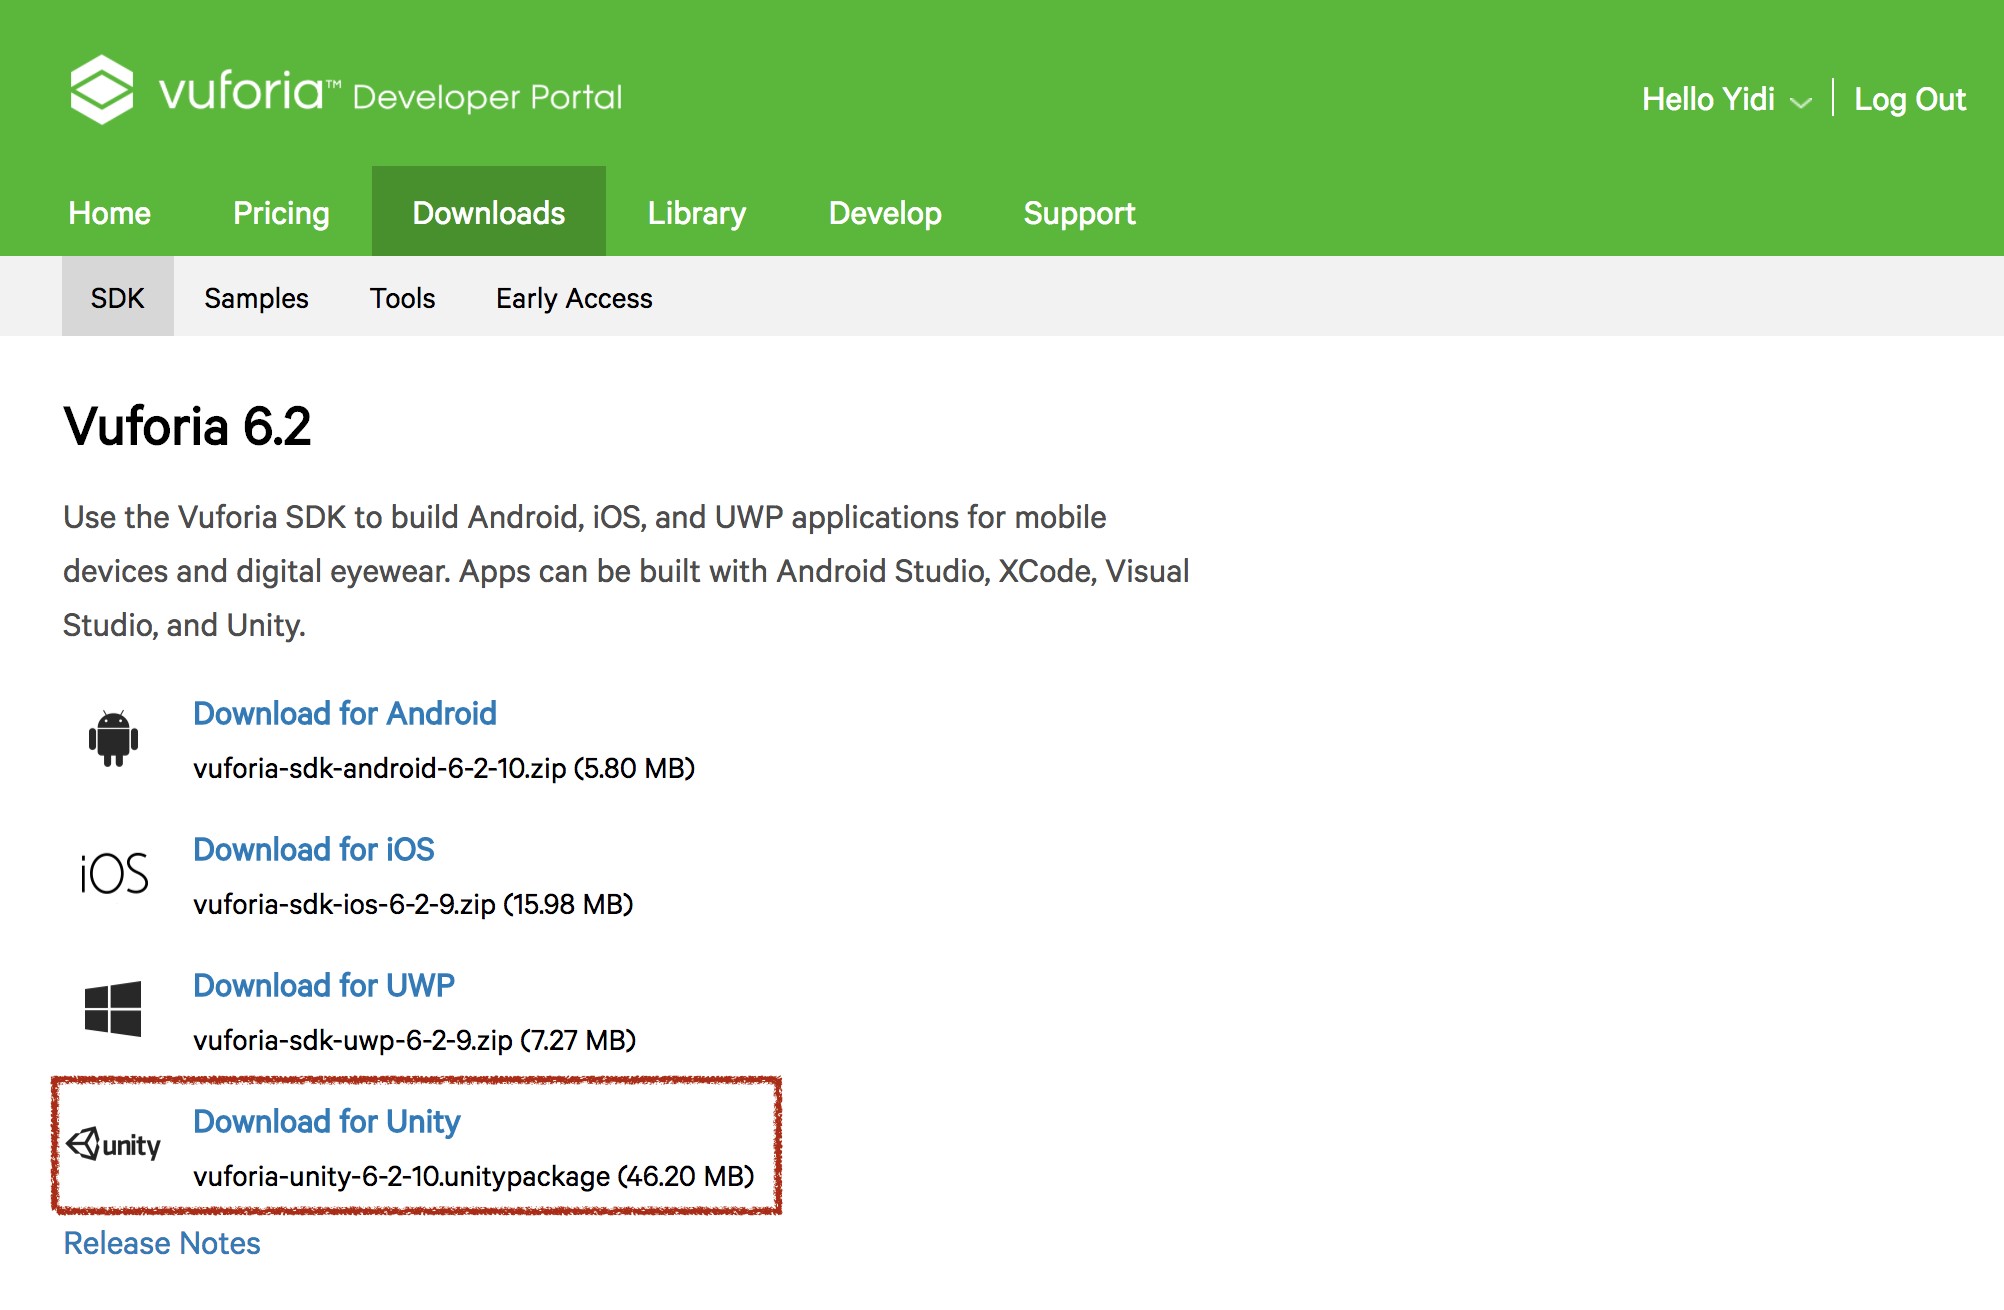 vuforia™ Developer Portal
Hello Yidi Log Out
Home Pricing Downloads Library Develop Support
SDK Samples Tools Early Access
Vuforia 6.2
Use the Vuforia SDK to build Android, iOS, and UWP applications for mobile
devices and digital eyewear. Apps can be built with Android Studio, XCode, Visual
Studio, and Unity.
Download for Android
vuforia-sdk-android-6-2-10.zip (5.80 MB)
iOS
Download for iOS
vuforia-sdk-ios-6-2-9.zip (15.98 MB)
Download for UWP
vuforia-sdk-uwp-6-2-9.zip (7.27 MB)
unity
Download for Unity
vuforia-unity-6-2-10.unitypackage (46.20 MB)
Release Notes